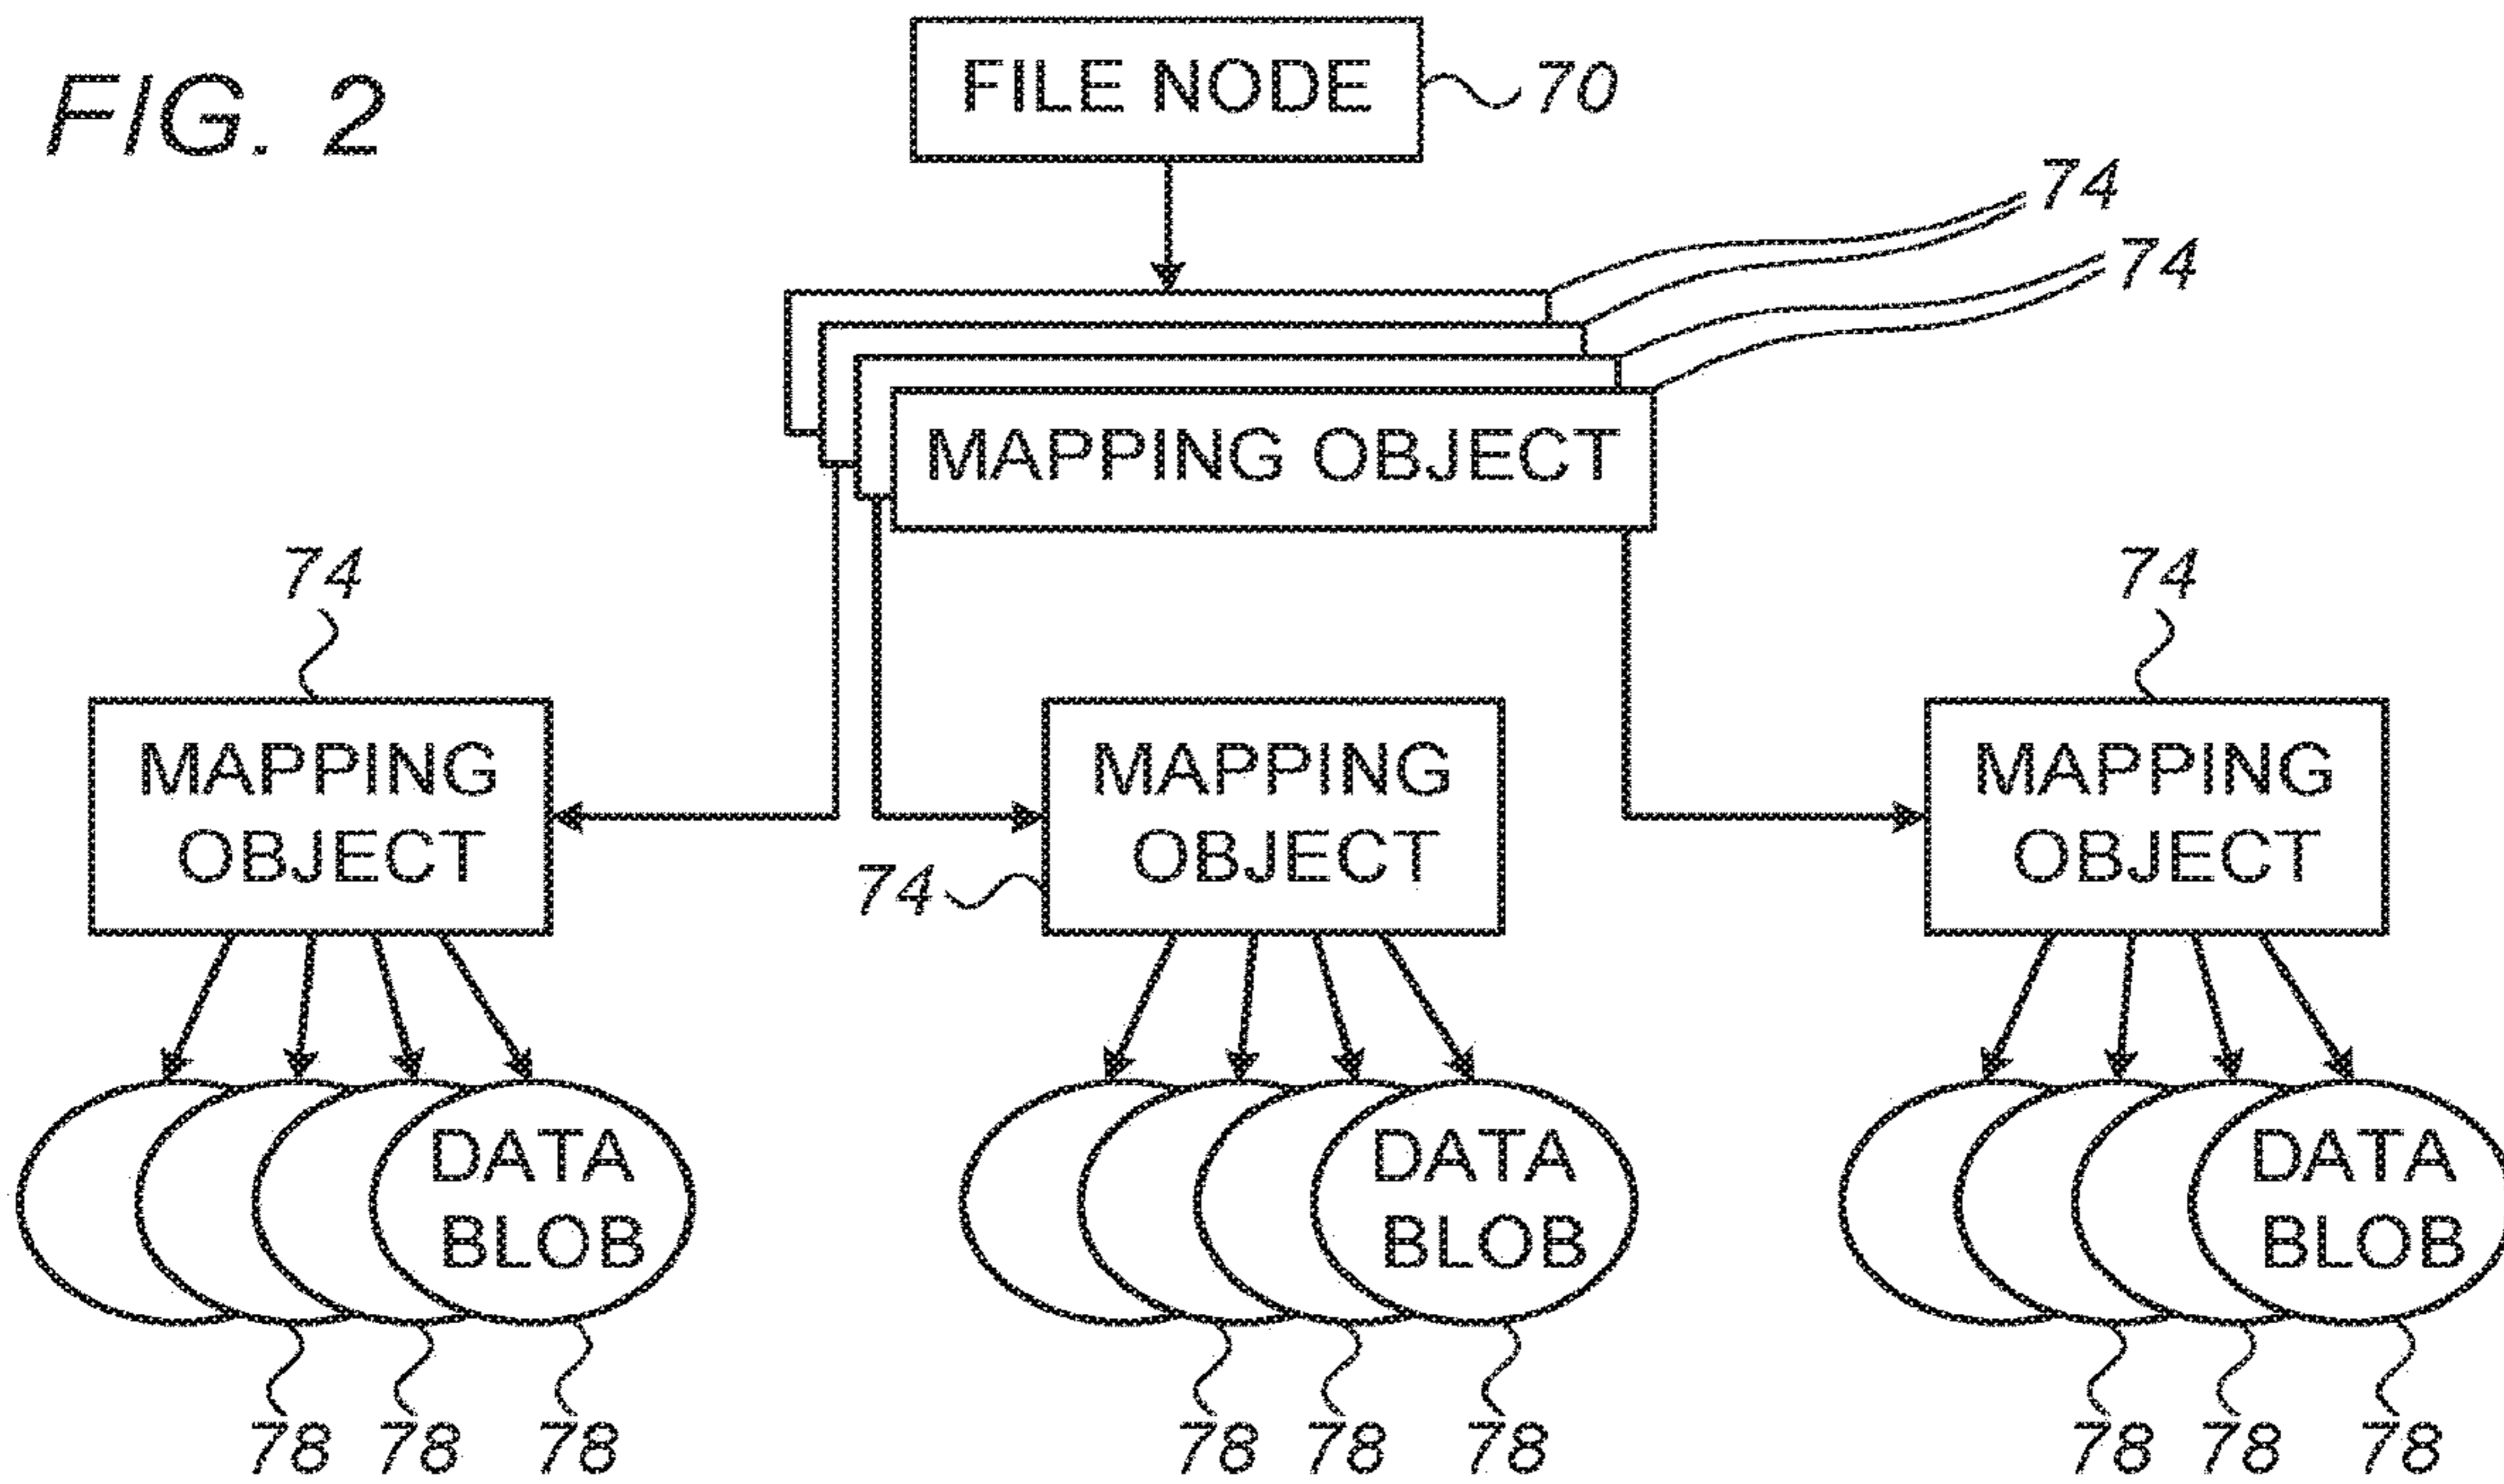 FIG. 2
FILE NODE
70
74
74
MAPPING OBJECT
74
74
MAPPING
OBJECT
MAPPING
OBJECT
74
MAPPING
OBJECT
DATA
BLOB
DATA
BLOB
DATA
BLOB
78 78 78 78 78 78 78 78 78